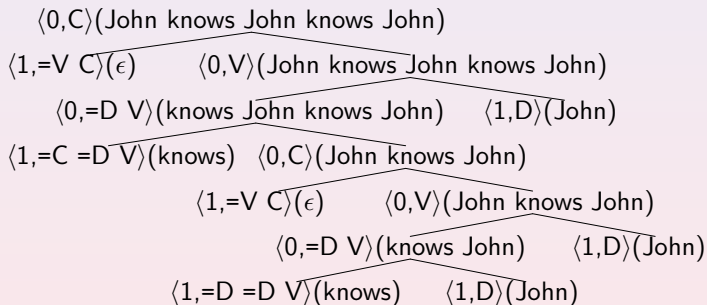 ⟨0,C⟩(John knows John knows John)
⟨1,=V C⟩(ϵ) ⟨0,V⟩(John knows John knows John)
⟨0,=D V⟩(knows John knows John) ⟨1,D⟩(John)
⟨1,=C =D V⟩(knows) ⟨0,C⟩(John knows John)
⟨1,=V C⟩(ϵ) ⟨0,V⟩(John knows John)
⟨0,=D V⟩(knows John) ⟨1,D⟩(John)
⟨1,=D =D V⟩(knows) ⟨1,D⟩(John)